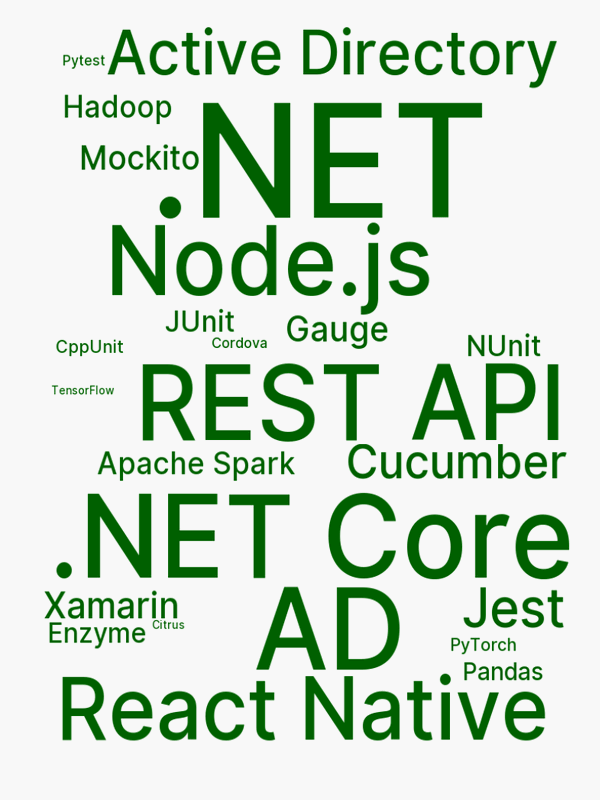 Pytest Active Directory
Hadoop
.NET
Mockito
Node.js
JUnit
Gauge
Cordova
CppUnit
NUnit
TensorFlow
REST API
Apache Spark
Cucumber
.NET Core
Xamarin
Jest
Enzyme
Citrus
AD
PyTorch
Pandas
React Native